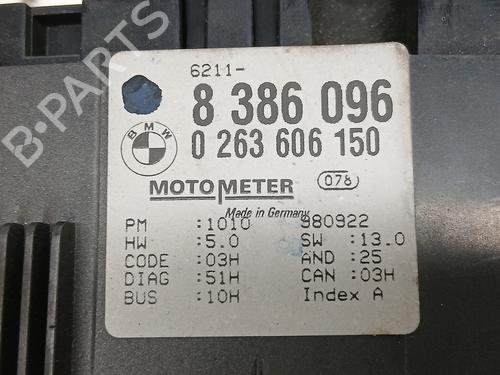 B-PARTS
6211-
8 386 096
BMW
0 263 606 150
MOTOMETER 078
Made in Germany
PM :1010 980922
HW :5.0 SW :13.0
CODE :03H AND :25
DIAG :51H CAN :03H
BUS :10H Index A